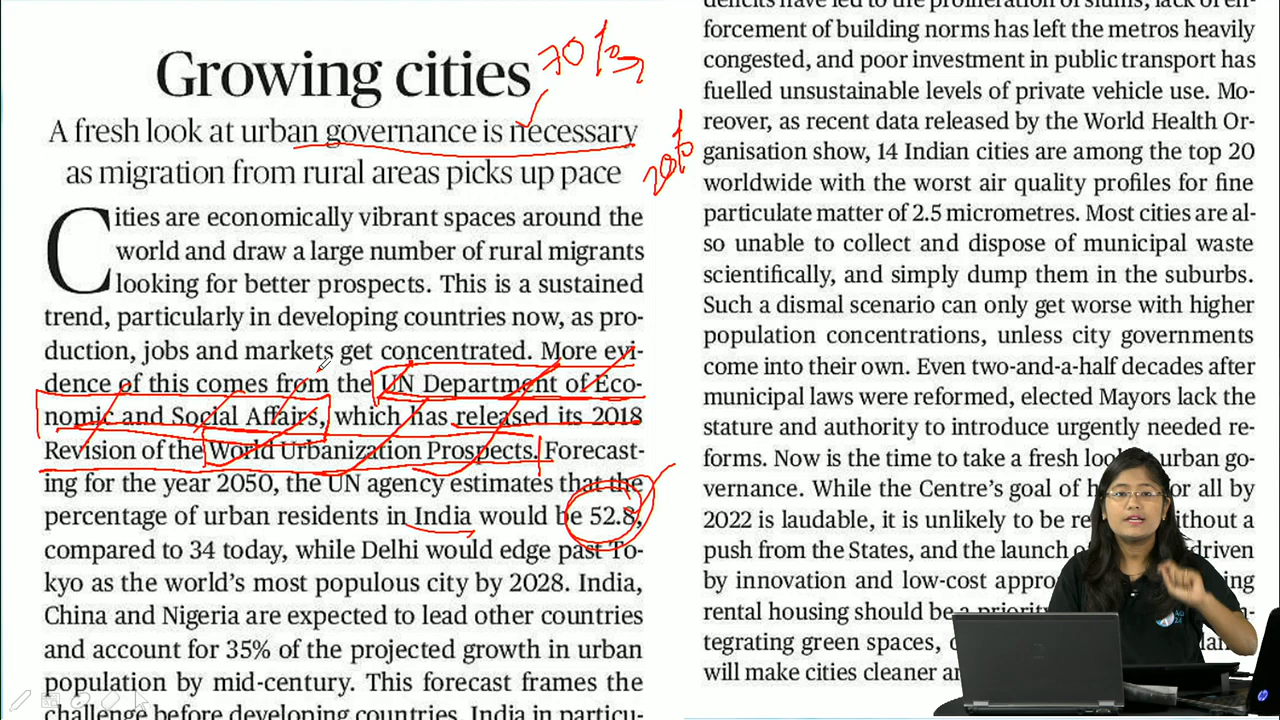 Growing cities
70%
A fresh look at urban governance is necessary
as migration from rural areas picks up pace
20%
Cities are economically vibrant spaces around the
world and draw a large number of rural migrants
looking for better prospects. This is a sustained
trend, particularly in developing countries now, as pro-
duction, jobs and markets get concentrated. More evi-
dence of this comes from the UN Department of Eco-
nomic and Social Affairs, which has released its 2018
Revision of the World Urbanization Prospects. Forecast-
ing for the year 2050, the UN agency estimates that the
percentage of urban residents in India would be 52.8,
compared to 34 today, while Delhi would edge past To-
kyo as the world's most populous city by 2028. India,
China and Nigeria are expected to lead other countries
and account for 35% of the projected growth in urban
population by mid-century. This forecast frames the
challenge before developing countries, India in particu-
deficits have led to the proliferation of slums, lack of en-
forcement of building norms has left the metros heavily
congested, and poor investment in public transport has
fuelled unsustainable levels of private vehicle use. Mo-
reover, as recent data released by the World Health Or-
ganisation show, 14 Indian cities are among the top 20
worldwide with the worst air quality profiles for fine
particulate matter of 2.5 micrometres. Most cities are al-
so unable to collect and dispose of municipal waste
scientifically, and simply dump them in the suburbs.
Such a dismal scenario can only get worse with higher
population concentrations, unless city governments
come into their own. Even two-and-a-half decades after
municipal laws were reformed, elected Mayors lack the
stature and authority to introduce urgently needed re-
forms. Now is the time to take a fresh look urban go-
vernance. While the Centre's goal of or all by
2022 is laudable, it is unlikely to be ithout a
push from the States, and the launch driven
by innovation and low-cost
rental housing should be a priority
tegrating green spaces,
will make cities cleaner